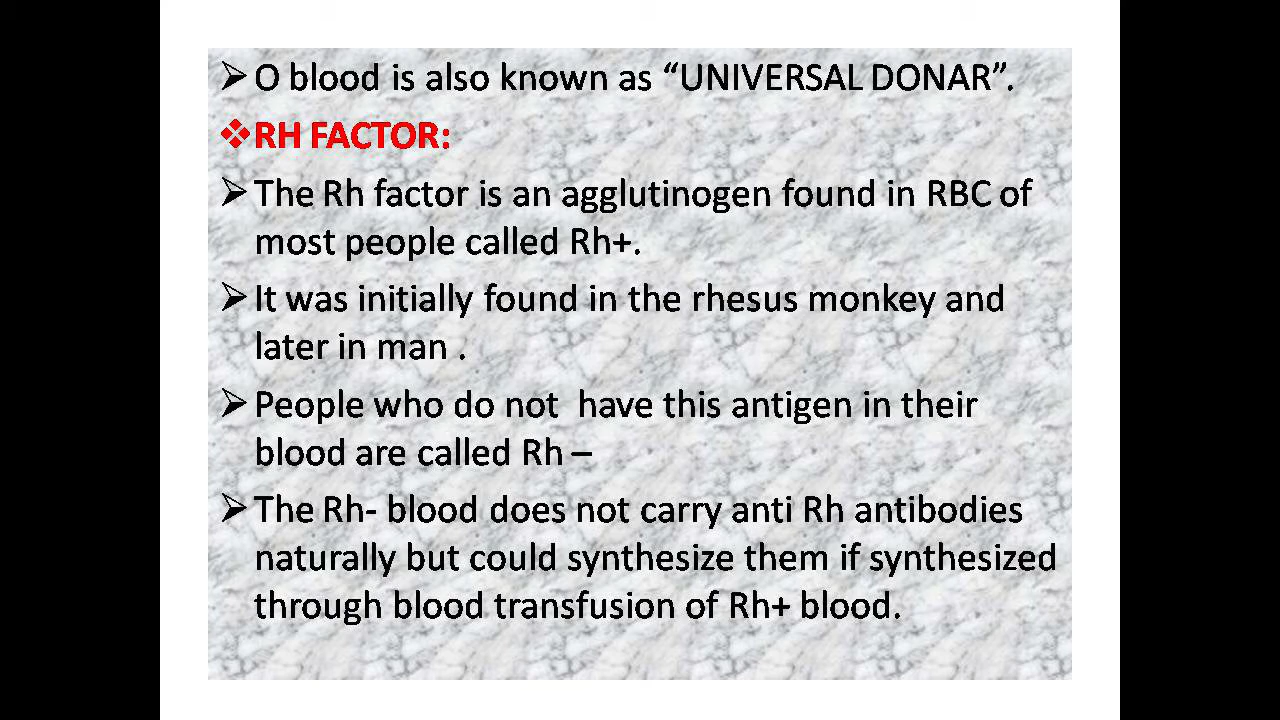 ➢O blood is also known as “UNIVERSAL DONAR”.
❖RH FACTOR:
➢The Rh factor is an agglutinogen found in RBC of
most people called Rh+.
➢It was initially found in the rhesus monkey and
later in man .
➢People who do not  have this antigen in their
blood are called Rh –
➢The Rh- blood does not carry anti Rh antibodies
naturally but could synthesize them if synthesized
through blood transfusion of Rh+ blood.